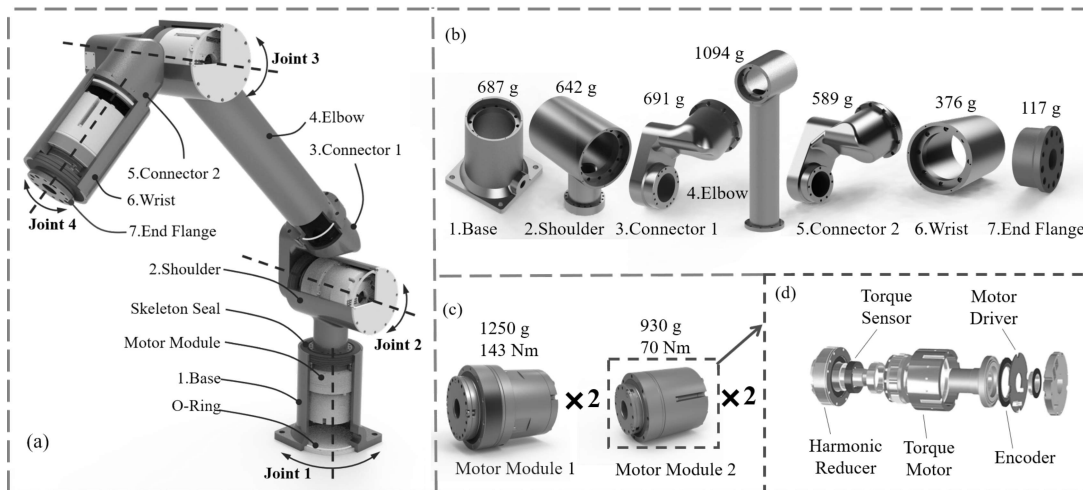 Joint 3
4.Elbow
3.Connector 1
5.Connector 2
6.Wrist
Joint 4
7.End Flange
2.Shoulder
Skeleton Seal
Motor Module
Joint 2
1.Base
O-Ring
(a)
Joint 1
(b)
1094 g
687 g
642 g
691 g
589 g
376 g
117 g
4.Elbow
1.Base
2.Shoulder
3.Connector 1
5.Connector 2
6.Wrist
7.End Flange
(c)
1250 g
143 Nm
930 g
70 Nm
×2
×2
Motor Module 1
Motor Module 2
(d)
Torque
Sensor
Motor
Driver
Harmonic
Reducer
Torque
Motor
Encoder